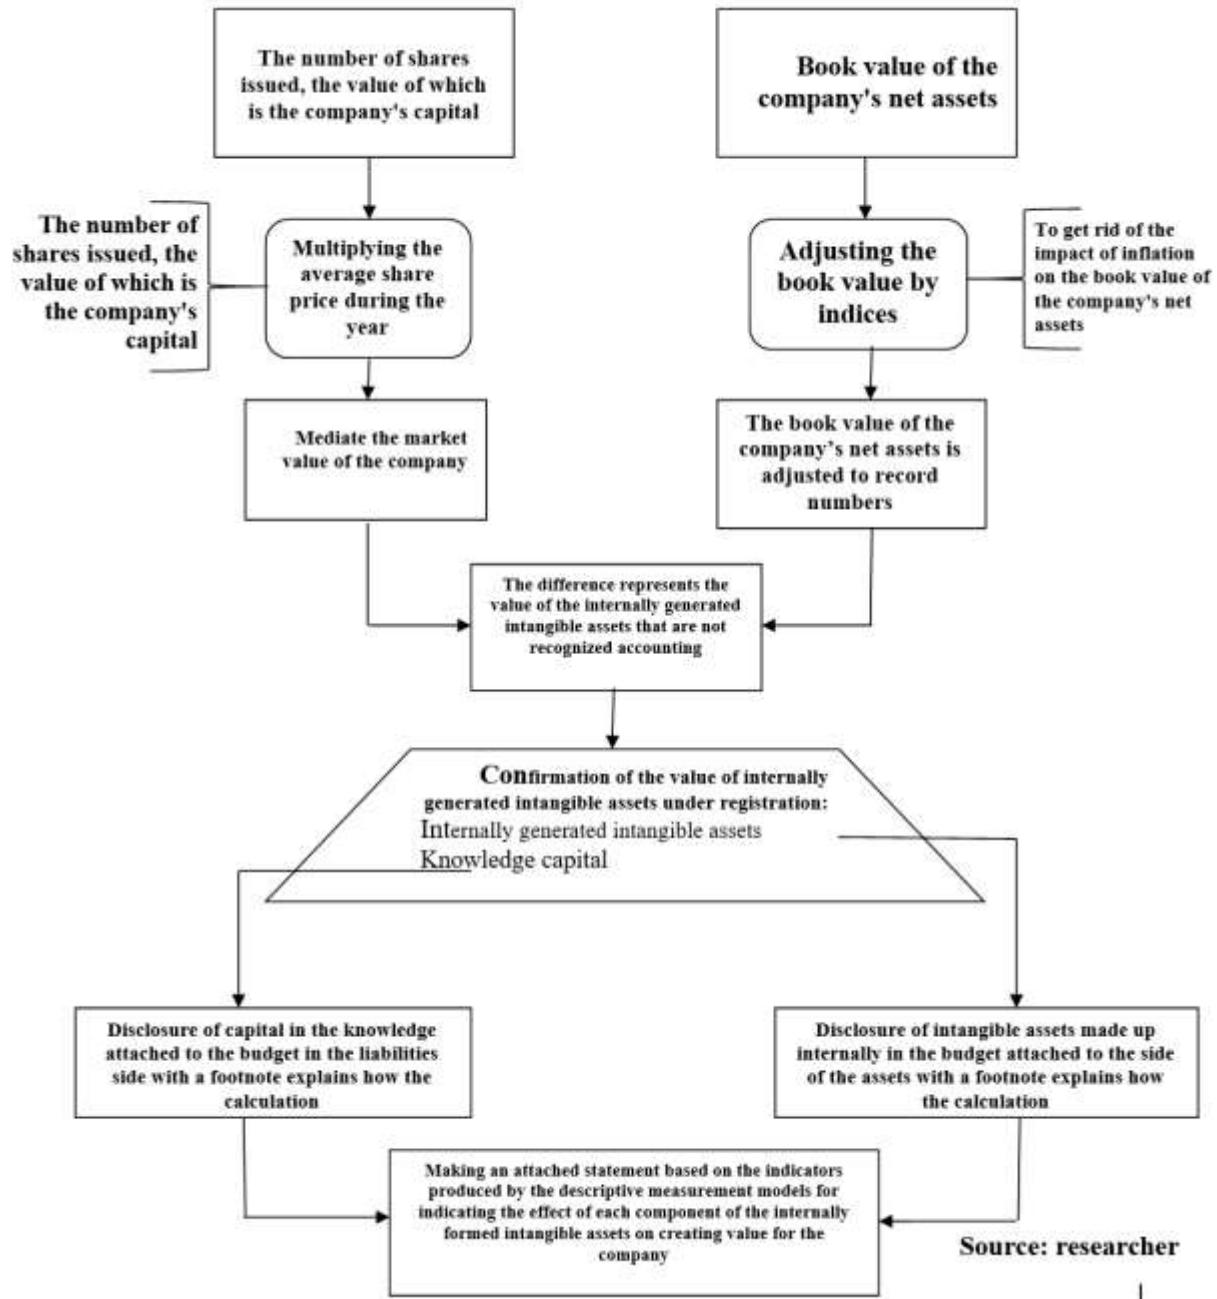 The number of shares
issued, the value of which
is the company's capital
Book value of the
company's net assets
The number of
shares issued, the
value of which is
the company's
capital
Multiplying the
average share
price during the
year
Adjusting the
book value by
indices
To get rid of the
impact of inflation
on the book value of
the company's net
assets
Mediate the market
value of the company
The book value of the
company’s net assets is
adjusted to record
numbers
The difference represents the
value of the internally generated
intangible assets that are not
recognized accounting
Confirmation of the value of internally
generated intangible assets under registration:
Internally generated intangible assets
Knowledge capital
Disclosure of capital in the knowledge
attached to the budget in the liabilities
side with a footnote explains how the
calculation
Disclosure of intangible assets made up
internally in the budget attached to the side
of the assets with a footnote explains how
the calculation
Making an attached statement based on the indicators
produced by the descriptive measurement models for
indicating the effect of each component of the internally
formed intangible assets on creating value for the
company
Source: researcher